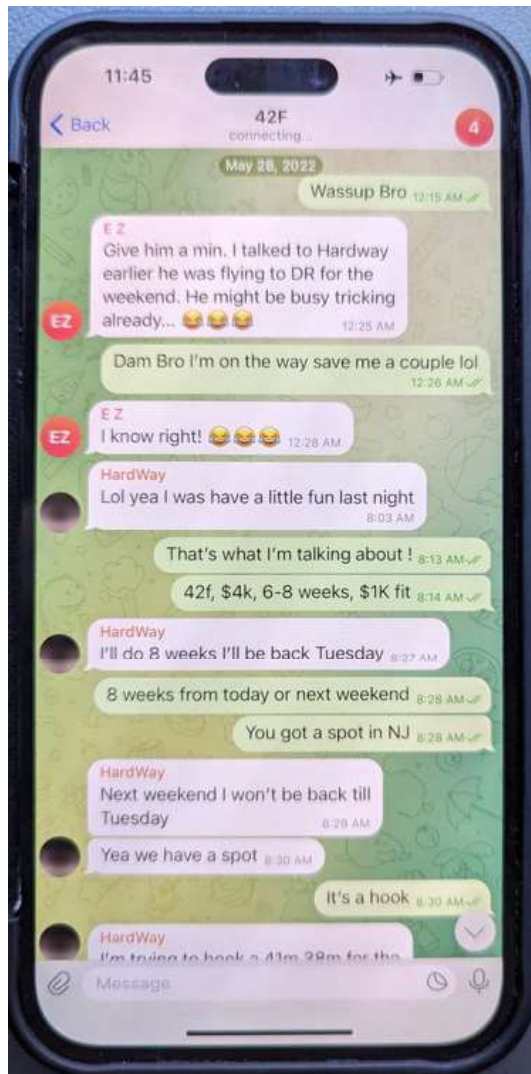 11:45
Back
42F
connecting...
4
May 28, 2022
Wassup Bro 12:15 AM
E Z
Give him a min. I talked to Hardway
earlier he was flying to DR for the
weekend. He might be busy tricking
already... 😂😂😂 12:25 AM
EZ
Dam Bro I'm on the way save me a couple lol
12:26 AM
E Z
I know right! 😂😂😂 12:28 AM
EZ
HardWay
Lol yea I was have a little fun last night
8:03 AM
That's what I'm talking about ! 8:13 AM
42f, $4k, 6-8 weeks, $1K fit 8:14 AM
HardWay
I'll do 8 weeks I'll be back Tuesday 8:27 AM
8 weeks from today or next weekend 8:28 AM
You got a spot in NJ 8:28 AM
HardWay
Next weekend I won't be back till
Tuesday 8:29 AM
Yea we have a spot 8:30 AM
It's a hook 8:30 AM
HardWay
I'm trying to hook a 41m 38m for the
Message